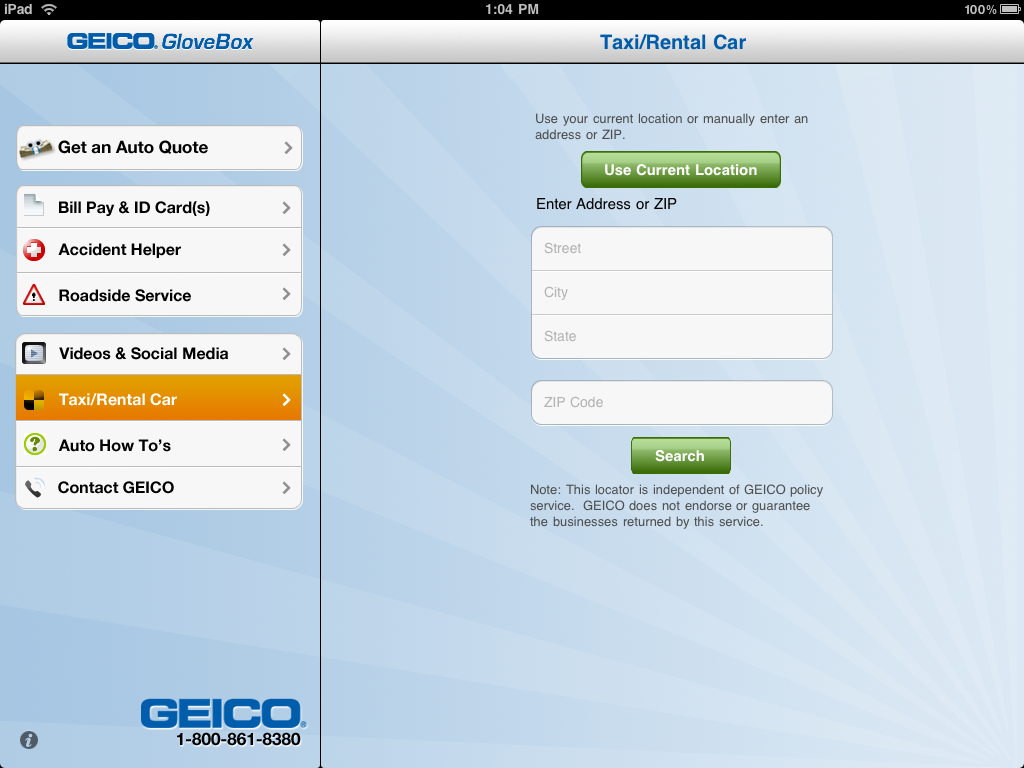 iPad
1:04 PM
100%
GEICO. GloveBox
Taxi/Rental Car
Get an Auto Quote
Bill Pay & ID Card(s)
Accident Helper
Roadside Service
Videos & Social Media
Taxi/Rental Car
Auto How To's
Contact GEICO
GEICO®
1-800-861-8380
Use your current location or manually enter an
address or ZIP.
Use Current Location
Enter Address or ZIP
Street
City
State
ZIP Code
Search
Note: This locator is independent of GEICO policy
service.  GEICO does not endorse or guarantee
the businesses returned by this service.